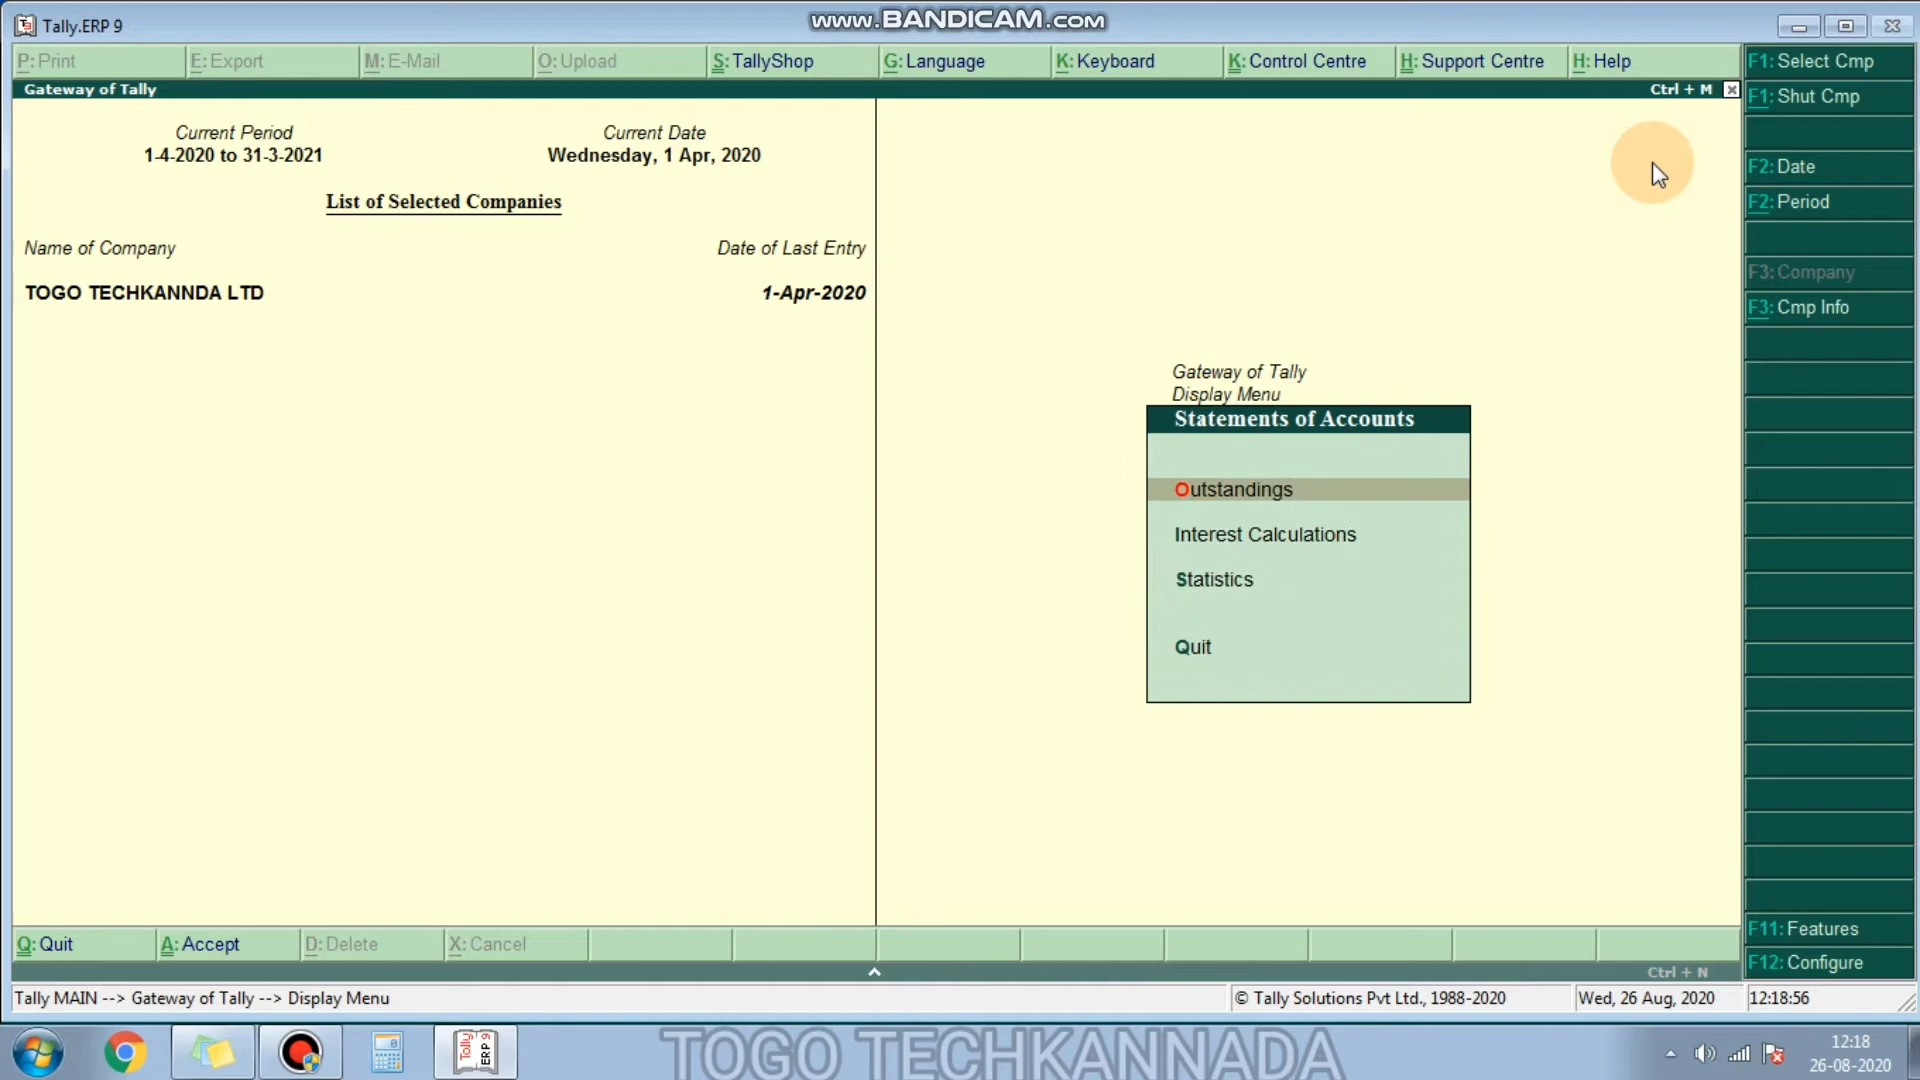 Tally.ERP 9
www.BANDICAM.com
P: Print
E: Export
M: E-Mail
O: Upload
S: TallyShop
G: Language
K: Keyboard
K: Control Centre
H: Support Centre
H: Help
Gateway of Tally
Ctrl + M
Current Period
1-4-2020 to 31-3-2021
Current Date
Wednesday, 1 Apr, 2020
List of Selected Companies
Name of Company
Date of Last Entry
TOGO TECHKANNDA LTD
1-Apr-2020
Gateway of Tally
Display Menu
Statements of Accounts
Outstandings
Interest Calculations
Statistics
Quit
F1: Select Cmp
F1: Shut Cmp
F2: Date
F2: Period
F3: Company
F3: Cmp Info
F11: Features
F12: Configure
Q: Quit
A: Accept
D: Delete
X: Cancel
Ctrl + N
Tally MAIN --> Gateway of Tally --> Display Menu
© Tally Solutions Pvt Ltd., 1988-2020
Wed, 26 Aug, 2020
12:18:56
Tally
ERP 9
TOGO TECHKANNADA
12:18
26-08-2020